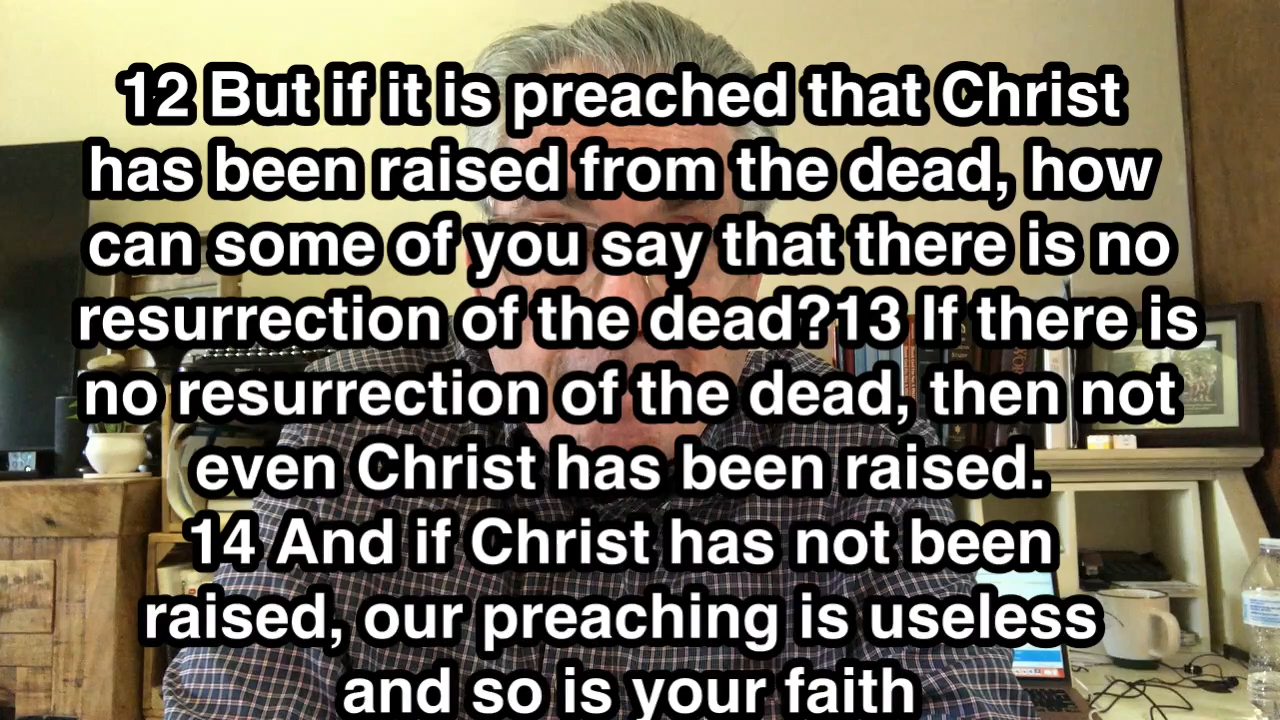 12 But if it is preached that Christ
has been raised from the dead, how
can some of you say that there is no
resurrection of the dead?13 If there is
no resurrection of the dead, then not
even Christ has been raised.
14 And if Christ has not been
raised, our preaching is useless
and so is your faith